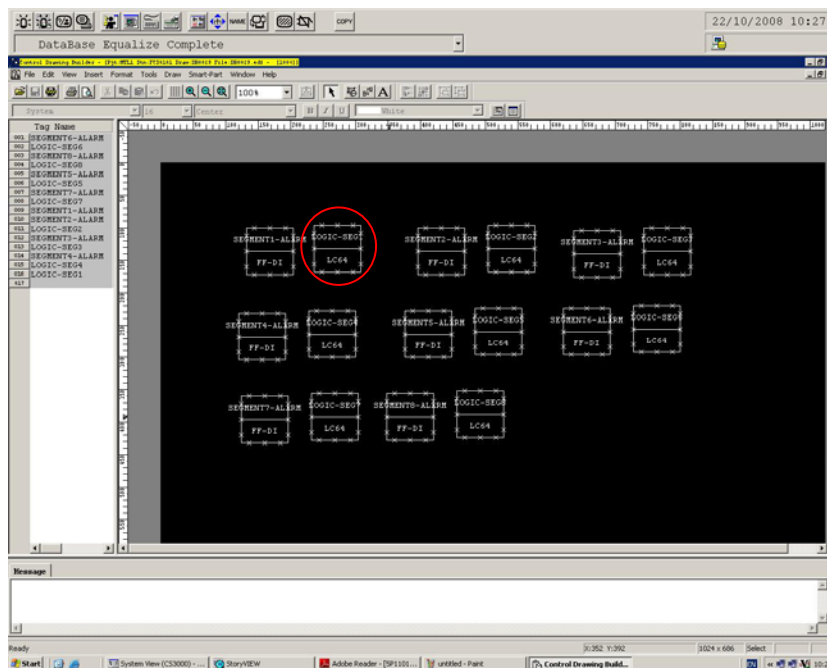 NAME
COPY
22/10/2008 10:27
DataBase Equalize Complete
File Edit View Insert Format Tools Draw Smart-Part Window Help
100%
A
System
16
Center
B I U
White
Tag Name
001 SEGMENT6-ALARM
002 LOGIC-SEG6
003 SEGMENT8-ALARM
004 LOGIC-SEG8
005 SEGMENT5-ALARM
006 LOGIC-SEG5
007 SEGMENT7-ALARM
008 LOGIC-SEG7
009 SEGMENT1-ALARM
010 SEGMENT2-ALARM
011 LOGIC-SEG2
012 SEGMENT3-ALARM
013 LOGIC-SEG3
014 SEGMENT4-ALARM
015 LOGIC-SEG4
016 LOGIC-SEG1
017
SEGMENT1-ALARM LOGIC-SEG1 SEGMENT2-ALARM LOGIC-SEG2 SEGMENT3-ALARM LOGIC-SEG3
FF-DI LC64 FF-DI LC64 FF-DI LC64
SEGMENT4-ALARM LOGIC-SEG4 SEGMENT5-ALARM LOGIC-SEG5 SEGMENT6-ALARM LOGIC-SEG6
FF-DI LC64 FF-DI LC64 FF-DI LC64
SEGMENT7-ALARM LOGIC-SEG7 SEGMENT8-ALARM LOGIC-SEG8
FF-DI LC64 FF-DI LC64
Message
Ready
X:352 Y:392
1024 x 686
Select
Start
System View (CS3000) - ...
StoryVIEW
Adobe Reader - [SP1101...
untitled - Paint
Control Drawing Build...
EN